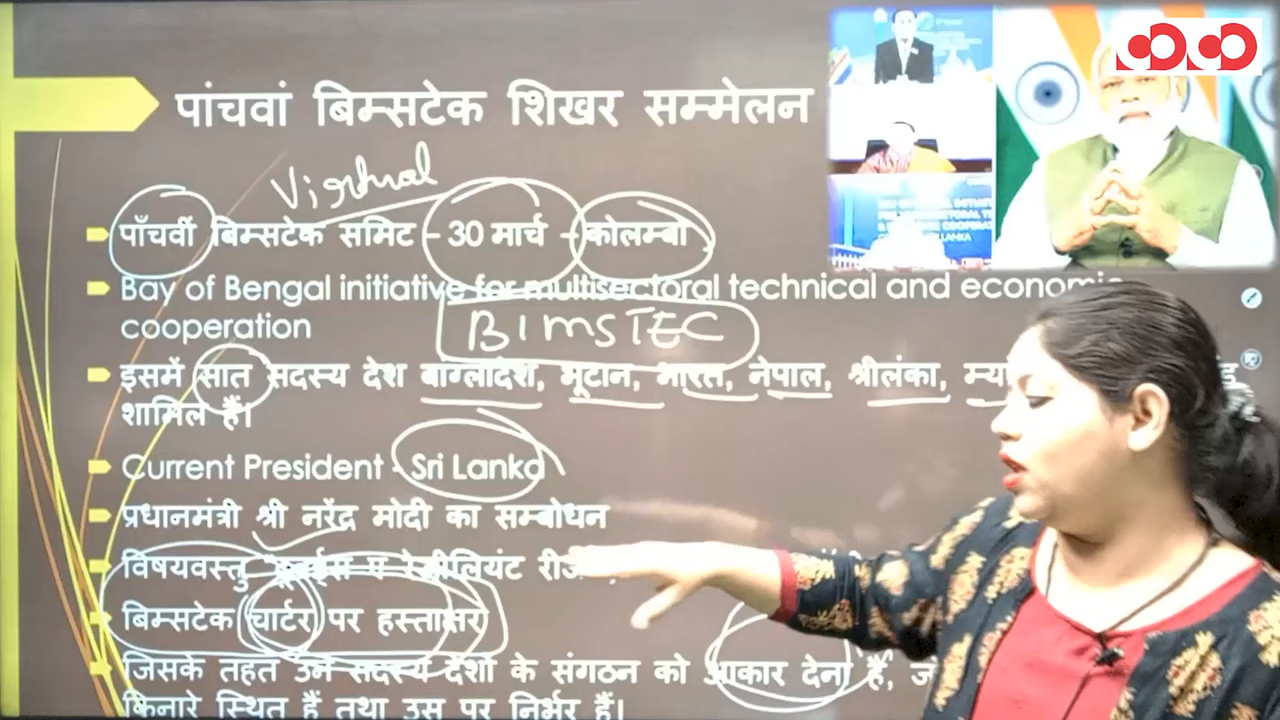 पांचवां बिम्सटेक शिखर सम्मेलन
Virtual
पाँचवीं बिम्सटेक समिट - 30 मार्च - कोलम्बो
Bay of Bengal initiative for multisectoral technical and economic
cooperation
BIMSTEC
इसमें सात सदस्य देश बांग्लादेश, भूटान, भारत, नेपाल, श्रीलंका,
शामिल हैं।
Current President - Sri Lanka
प्रधानमंत्री श्री नरेंद्र मोदी का सम्बोधन
विषयवस्तु
बिम्सटेक चार्टर पर हस्ताक्षर
जिसके तहत उन सदस्य देशों के संगठन को आकार देना है,
किनारे स्थित हैं तथा उस पर निर्भर हैं।